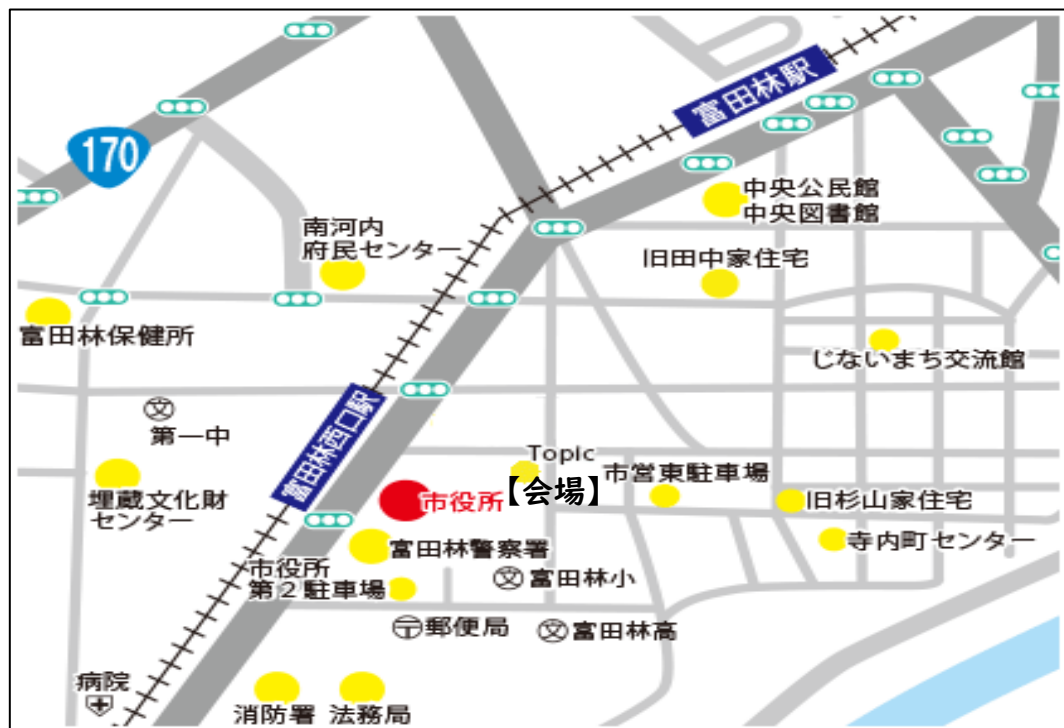 富田林駅
170
中央公民館
中央図書館
南河内
府民センター
旧田中家住宅
富田林保健所
じないまち交流館
富田林西口駅
文
第一中
Topic
【会場】
市営東駐車場
埋蔵文化財
センター
市役所
旧杉山家住宅
富田林警察署
寺内町センター
市役所
第2駐車場
文富田林小
〒郵便局
文富田林高
病院
消防署
法務局